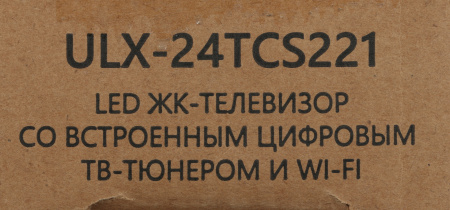 ULX-24TCS221
LED ЖК-ТЕЛЕВИЗОР
СО ВСТРОЕННЫМ ЦИФРОВЫМ
ТВ-ТЮНЕРОМ И WI-FI